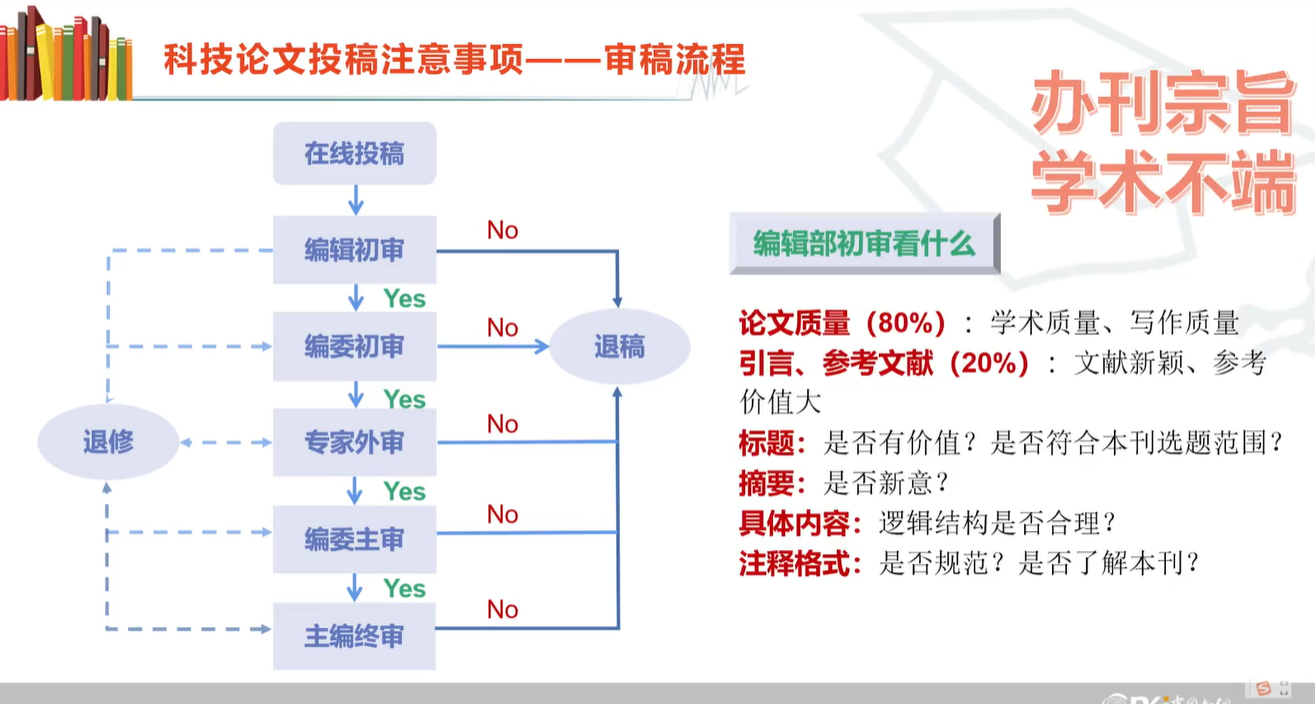 科技论文投稿注意事项——审稿流程
办刊宗旨
学术不端
在线投稿
编辑初审
No
Yes
编委初审
No
退稿
Yes
专家外审
No
退修
Yes
编委主审
No
Yes
主编终审
No
编辑部初审看什么
论文质量（80%）：学术质量、写作质量
引言、参考文献（20%）：文献新颖、参考
价值大
标题：是否有价值？是否符合本刊选题范围？
摘要：是否新意？
具体内容：逻辑结构是否合理？
注释格式：是否规范？是否了解本刊？